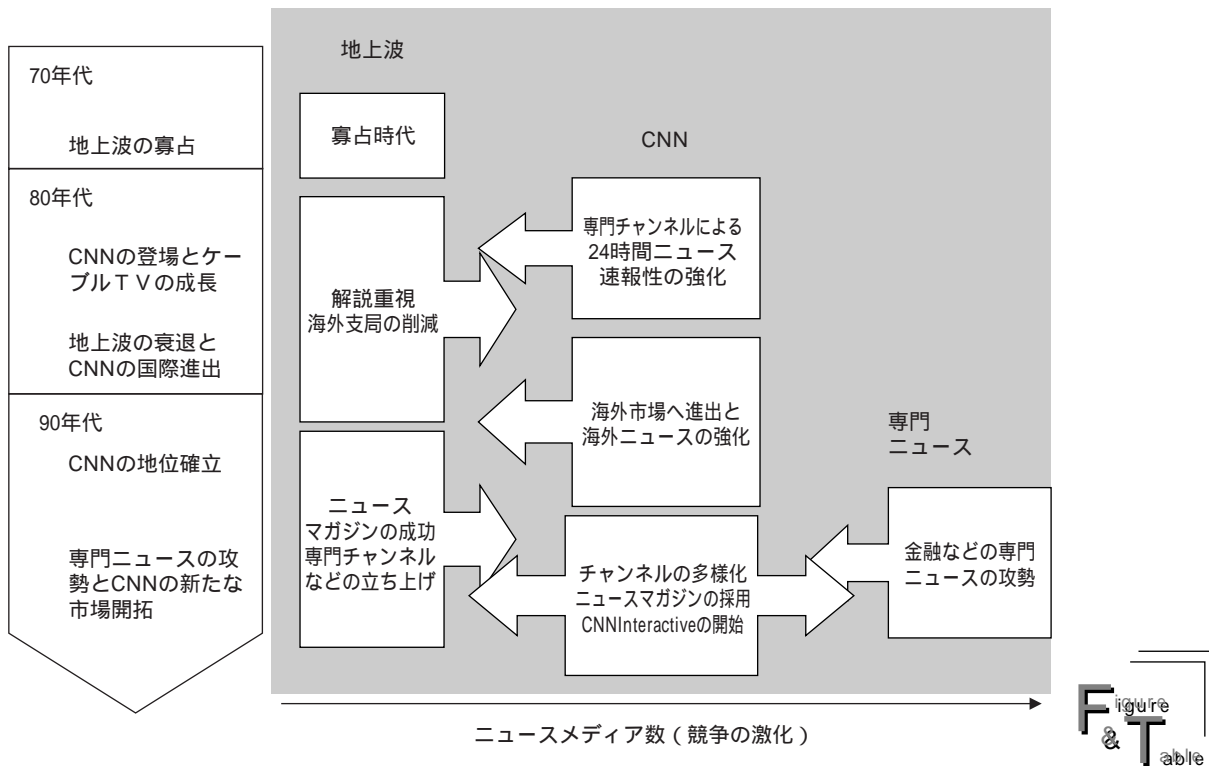 70年代
地上波の寡占
80年代
CNNの登場とケー
ブルＴＶの成長
地上波の衰退と
CNNの国際進出
90年代
CNNの地位確立
専門ニュースの攻
勢とCNNの新たな
市場開拓
地上波
寡占時代
解説重視
海外支局の削減
ニュース
マガジンの成功
専門チャンネル
などの立ち上げ
CNN
専門チャンネルによる
24時間ニュース
速報性の強化
海外市場へ進出と
海外ニュースの強化
チャンネルの多様化
ニュースマガジンの採用
CNNInteractiveの開始
専門
ニュース
金融などの専門
ニュースの攻勢
ニュースメディア数（競争の激化）
Figure
& Table